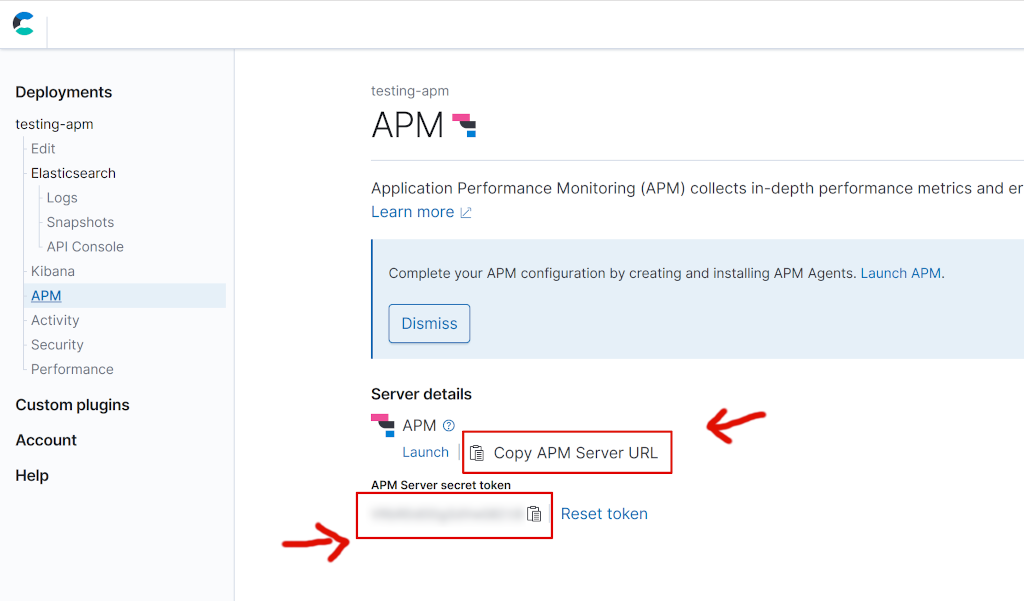 Deployments
testing-apm
Edit
Elasticsearch
Logs
Snapshots
API Console
Kibana
APM
Activity
Security
Performance
Custom plugins
Account
Help
testing-apm
APM
Application Performance Monitoring (APM) collects in-depth performance metrics and er
Learn more
Complete your APM configuration by creating and installing APM Agents. Launch APM.
Dismiss
Server details
APM
Launch Copy APM Server URL
APM Server secret token
Reset token